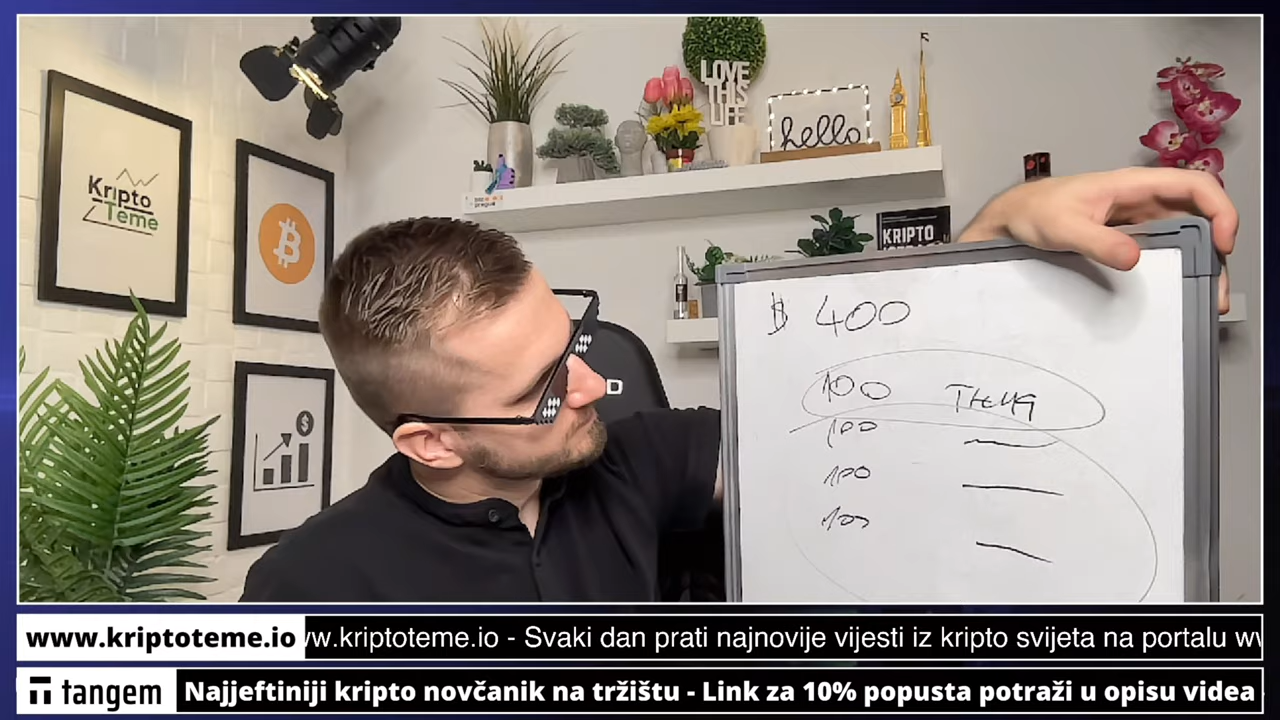 Kripto
Teme
LOVE
THIS
LIFE
hello
KRIPTO
D
$ 400
100
100
100
100
www.kriptoteme.io
www.kriptoteme.io - Svaki dan prati najnovije vijesti iz kripto svijeta na portalu
tangem
Najjeftiniji kripto novčanik na tržištu - Link za 10% popusta potraži u opisu videa